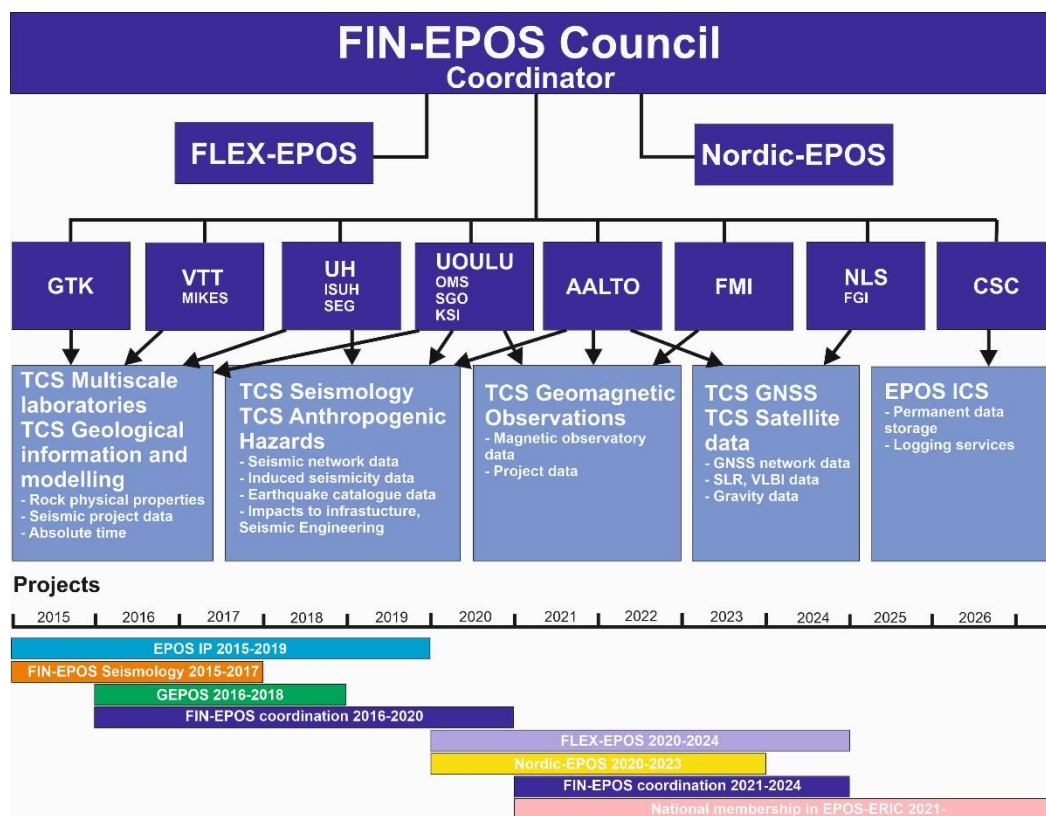 FIN-EPOS Council
Coordinator
FLEX-EPOS
Nordic-EPOS
GTK
VTT
MIKES
UH
ISUH
SEG
UOULU
OMS
SGO
KSI
AALTO
FMI
NLS
FGI
CSC
TCS Multiscale
laboratories
TCS Geological
information and
modelling
- Rock physical properties
- Seismic project data
- Absolute time
TCS Seismology
TCS Anthropogenic
Hazards
- Seismic network data
- Induced seismicity data
- Earthquake catalogue data
- Impacts to infrastucture,
Seismic Engineering
TCS Geomagnetic
Observations
- Magnetic observatory
data
- Project data
TCS GNSS
TCS Satellite
data
- GNSS network data
- SLR, VLBI data
- Gravity data
EPOS ICS
- Permanent data
storage
- Logging services
Projects
2015 2016 2017 2018 2019 2020 2021 2022 2023 2024 2025 2026
EPOS IP 2015-2019
FIN-EPOS Seismology 2015-2017
GEPOS 2016-2018
FIN-EPOS coordination 2016-2020
FLEX-EPOS 2020-2024
Nordic-EPOS 2020-2023
FIN-EPOS coordination 2021-2024
National membership in EPOS-ERIC 2021-